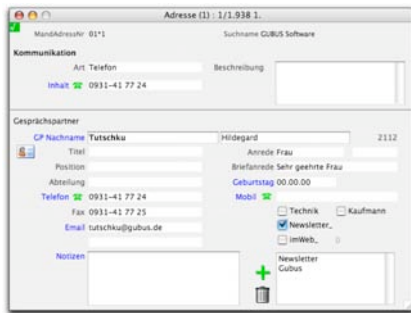 Adresse (1) : 1/1.938 1.
MandAdressNr 01*1 Suchname GUBUS Software
Kommunikation
Art Telefon Beschreibung
Inhalt 0931-41 77 24
Gesprächspartner
GP Nachname Tutschku Hildegard 2112
Titel Anrede Frau
Position Briefanrede Sehr geehrte Frau
Abteilung Geburtstag 00.00.00
Telefon 0931-41 77 24 Mobil
Fax 0931-41 77 25 Technik Kaufmann
Email tutschku@gubus.de Newsletter_
imWeb_ 0
Notizen Newsletter
Gubus